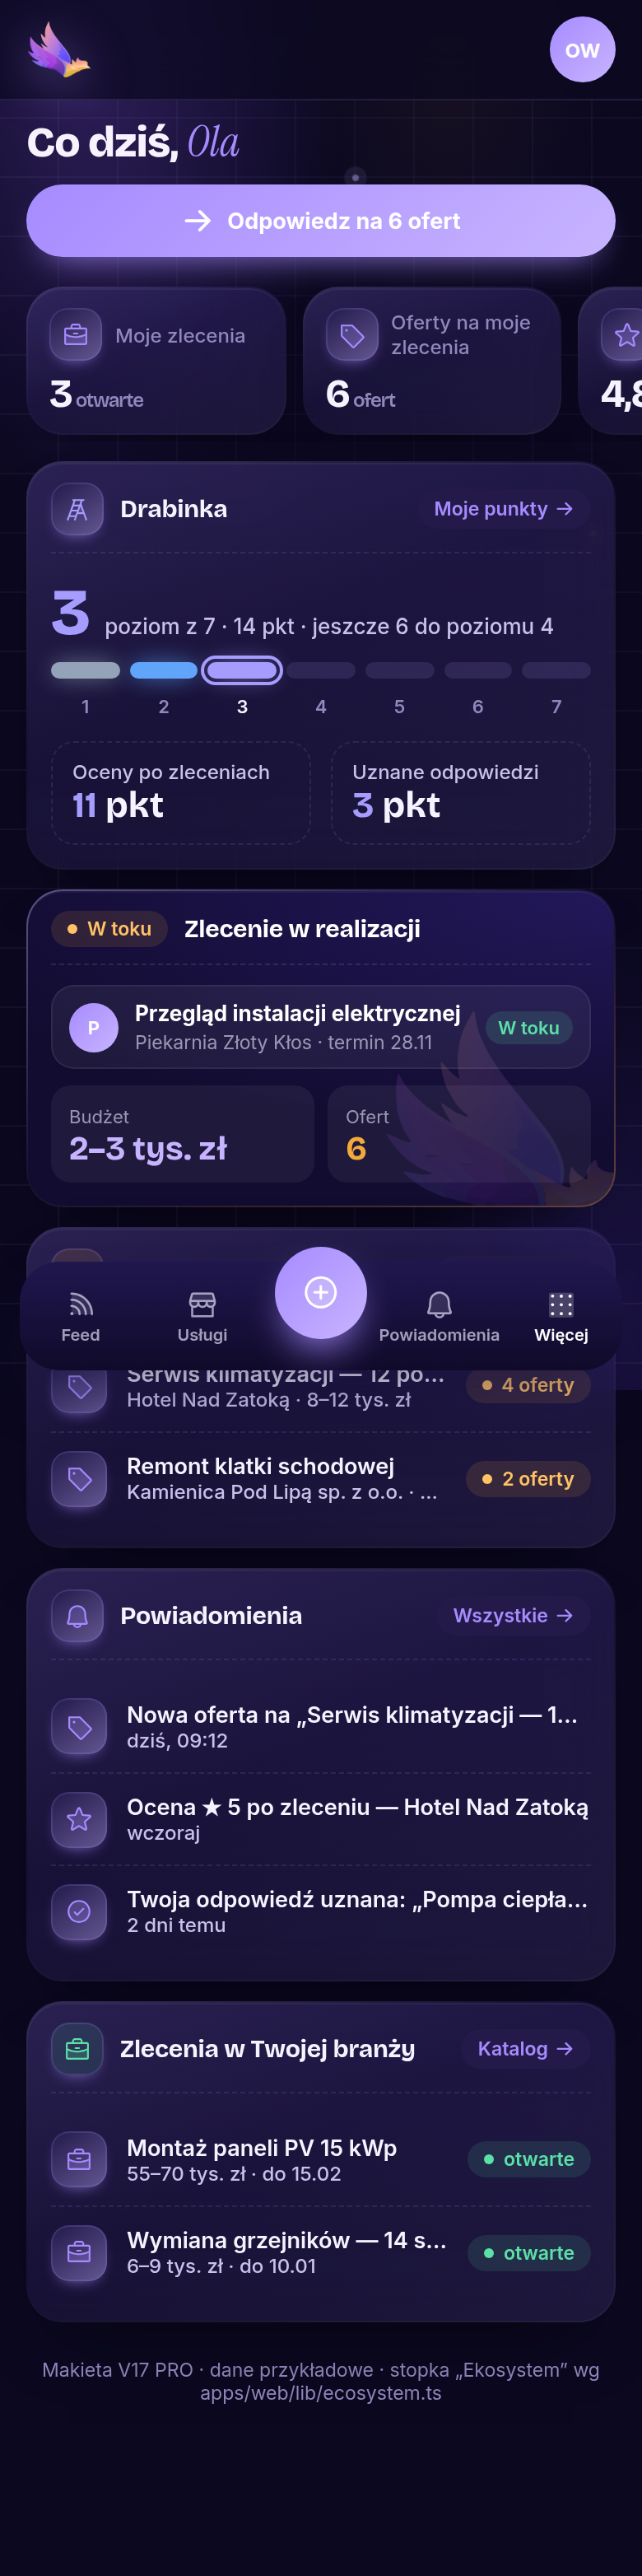 OW
Co dziś, Ola
→ Odpowiedz na 6 ofert
Moje zlecenia
3 otwarte
Oferty na moje
zlecenia
6 ofert
4,8
Drabinka
Moje punkty →
3 poziom z 7 · 14 pkt · jeszcze 6 do poziomu 4
1 2 3 4 5 6 7
Oceny po zleceniach
11 pkt
Uznane odpowiedzi
3 pkt
W toku
Zlecenie w realizacji
P
Przegląd instalacji elektrycznej
Piekarnia Złoty Kłos · termin 28.11
W toku
Budżet
2–3 tys. zł
Ofert
6
Feed
Usługi
Powiadomienia
Więcej
Serwis klimatyzacji — 12 po...
Hotel Nad Zatoką · 8–12 tys. zł
4 oferty
Remont klatki schodowej
Kamienica Pod Lipą sp. z o.o. · ...
2 oferty
Powiadomienia
Wszystkie →
Nowa oferta na „Serwis klimatyzacji — 1...
dziś, 09:12
Ocena ★ 5 po zleceniu — Hotel Nad Zatoką
wczoraj
Twoja odpowiedź uznana: „Pompa ciepła...
2 dni temu
Zlecenia w Twojej branży
Katalog →
Montaż paneli PV 15 kWp
55–70 tys. zł · do 15.02
otwarte
Wymiana grzejników — 14 s...
6–9 tys. zł · do 10.01
otwarte
Makieta V17 PRO · dane przykładowe · stopka „Ekosystem” wg
apps/web/lib/ecosystem.ts